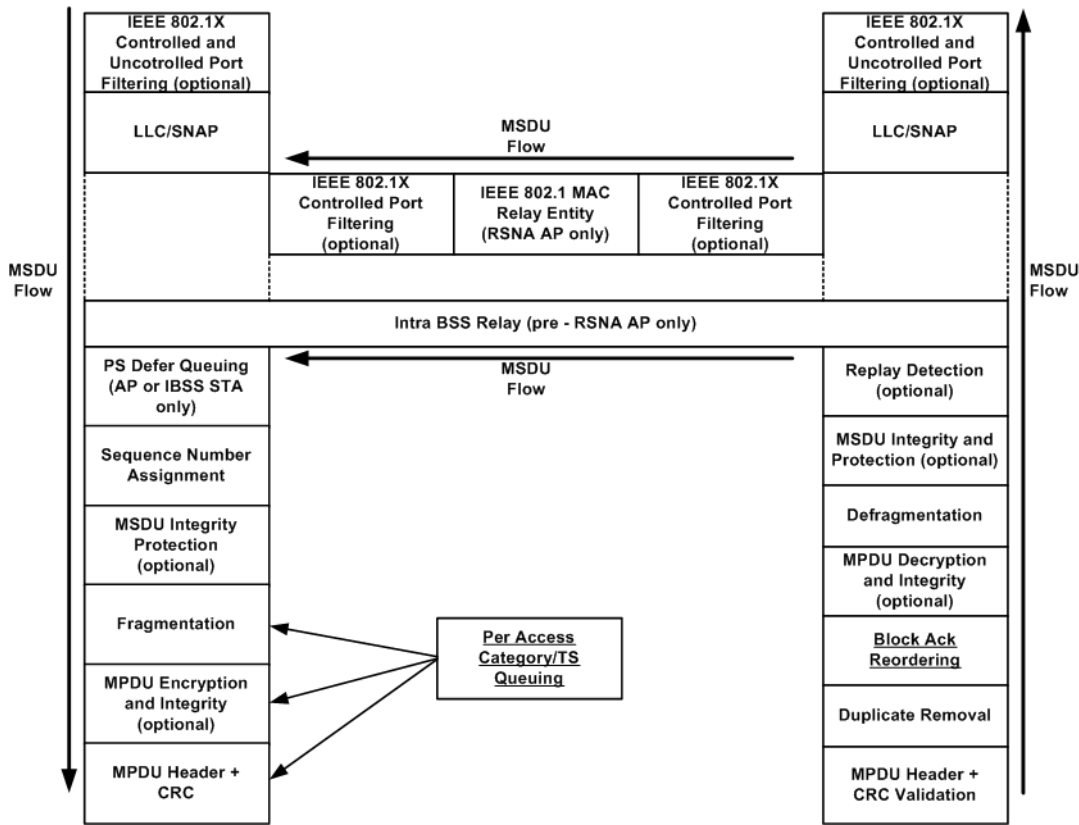 IEEE 802.1X
Controlled and
Uncotrolled Port
Filtering (optional)
LLC/SNAP
MSDU
Flow
IEEE 802.1X
Controlled and
Uncotrolled Port
Filtering (optional)
LLC/SNAP
MSDU
Flow
IEEE 802.1X
Controlled Port
Filtering
(optional)
IEEE 802.1 MAC
Relay Entity
(RSNA AP only)
IEEE 802.1X
Controlled Port
Filtering
(optional)
MSDU
Flow
Intra BSS Relay (pre - RSNA AP only)
PS Defer Queuing
(AP or IBSS STA
only)
Sequence Number
Assignment
MSDU Integrity
Protection
(optional)
Fragmentation
MPDU Encryption
and Integrity
(optional)
MPDU Header +
CRC
MSDU
Flow
Per Access
Category/TS
Queuing
Replay Detection
(optional)
MSDU Integrity and
Protection (optional)
Defragmentation
MPDU Decryption
and Integrity
(optional)
Block Ack
Reordering
Duplicate Removal
MPDU Header +
CRC Validation